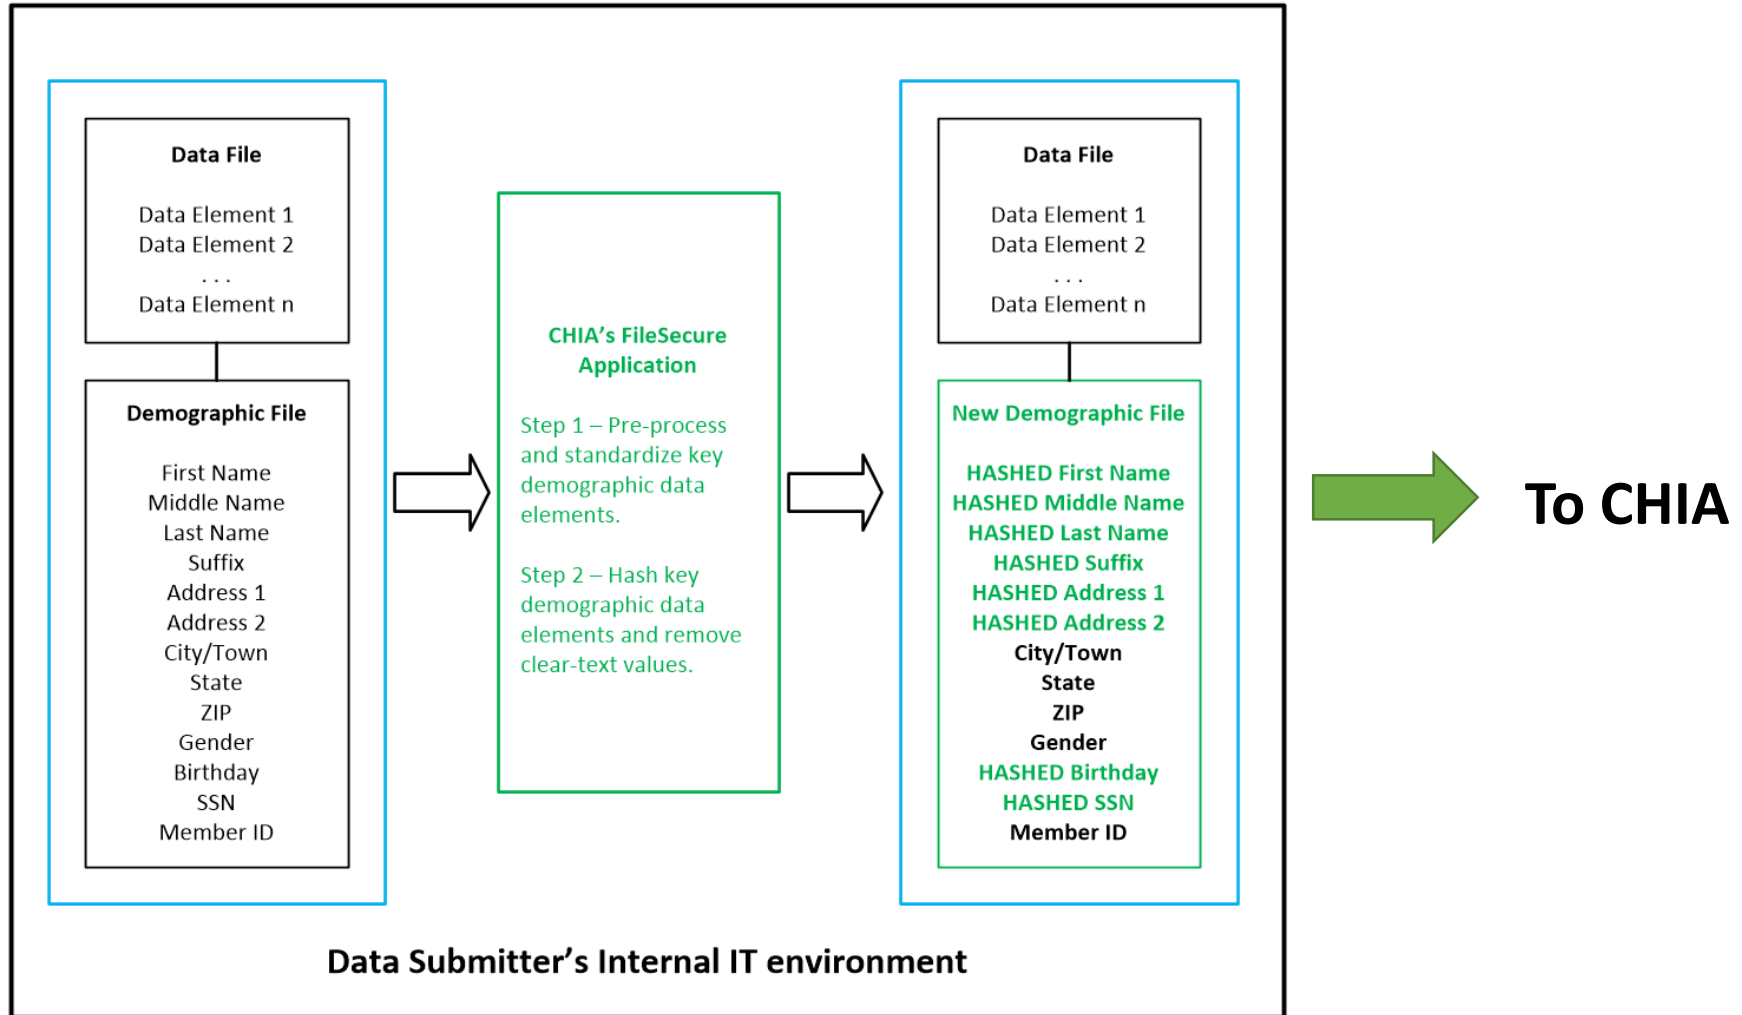 Data File
Data Element 1
Data Element 2
. . .
Data Element n
Demographic File
First Name
Middle Name
Last Name
Suffix
Address 1
Address 2
City/Town
State
ZIP
Gender
Birthday
SSN
Member ID
CHIA’s FileSecure
Application
Step 1 – Pre-process
and standardize key
demographic data
elements.
Step 2 – Hash key
demographic data
elements and remove
clear-text values.
Data File
Data Element 1
Data Element 2
. . .
Data Element n
New Demographic File
HASHED First Name
HASHED Middle Name
HASHED Last Name
HASHED Suffix
HASHED Address 1
HASHED Address 2
City/Town
State
ZIP
Gender
HASHED Birthday
HASHED SSN
Member ID
To CHIA
Data Submitter’s Internal IT environment